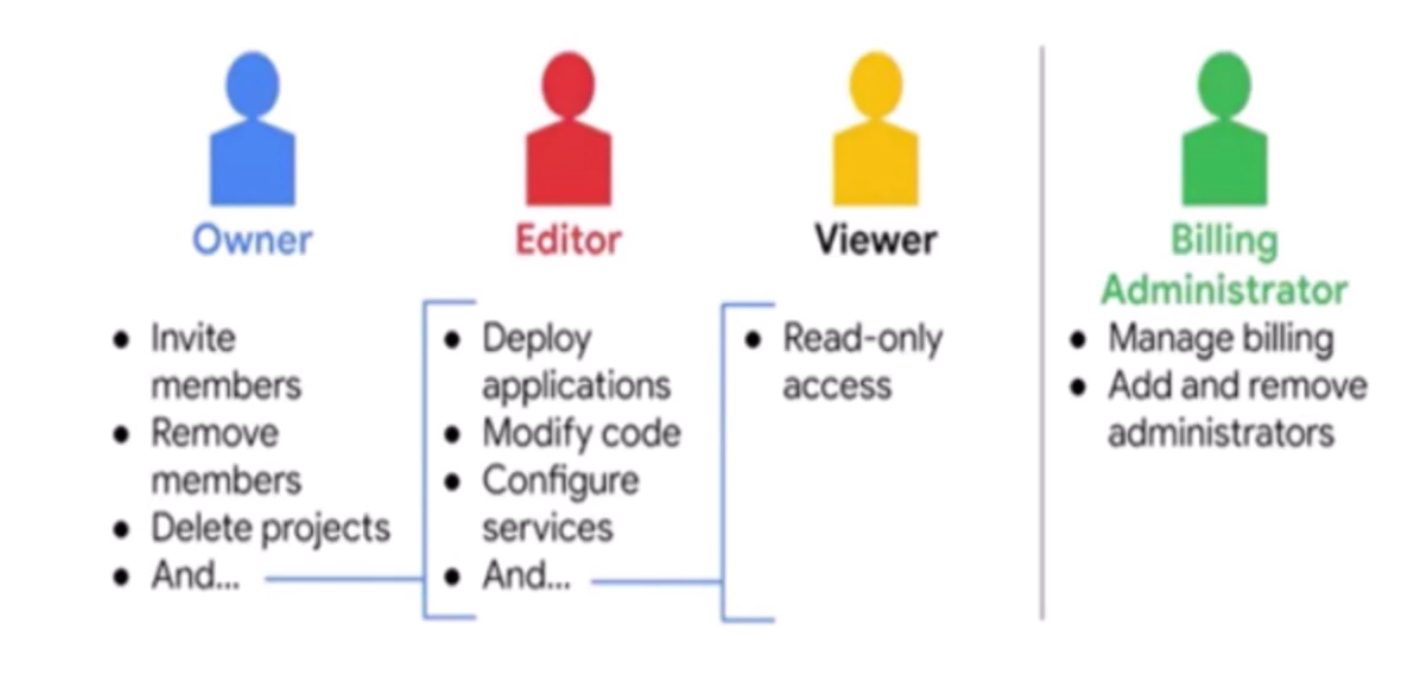 Owner
Invite
members
Remove
members
Delete projects
And...
Editor
Deploy
applications
Modify code
Configure
services
And...
Viewer
Read-only
access
Billing
Administrator
Manage billing
Add and remove
administrators